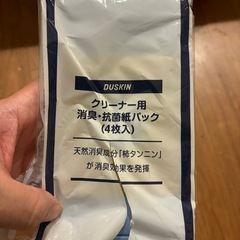 DUSKIN
クリーナー用
消臭・抗菌紙パック
(4枚入)
天然消臭成分「柿タンニン」
が消臭効果を発揮